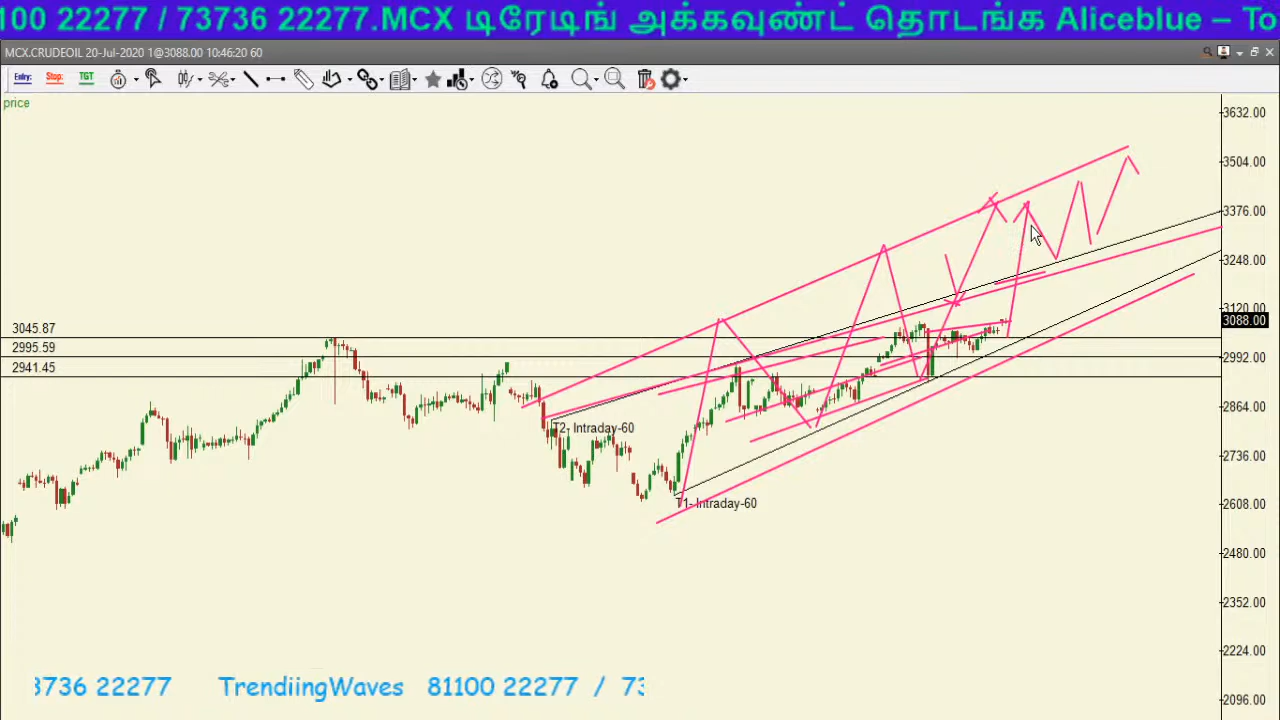 100 22277 / 73736 22277.MCX டிரேடிங் அக்கவுண்ட் தொடங்க Aliceblue – To
MCX.CRUDEOIL 20-Jul-2020 1@3088.00 10:46:20 60
Entry: Stop: TGT
price
3632.00
3504.00
3376.00
3248.00
3120.00
3088.00
3045.87
2995.59
2992.00
2941.45
2864.00
T2- Intraday-60
2736.00
T1- Intraday-60
2608.00
2480.00
2352.00
2224.00
3736 22277 TrendiingWaves 81100 22277 / 73
2096.00